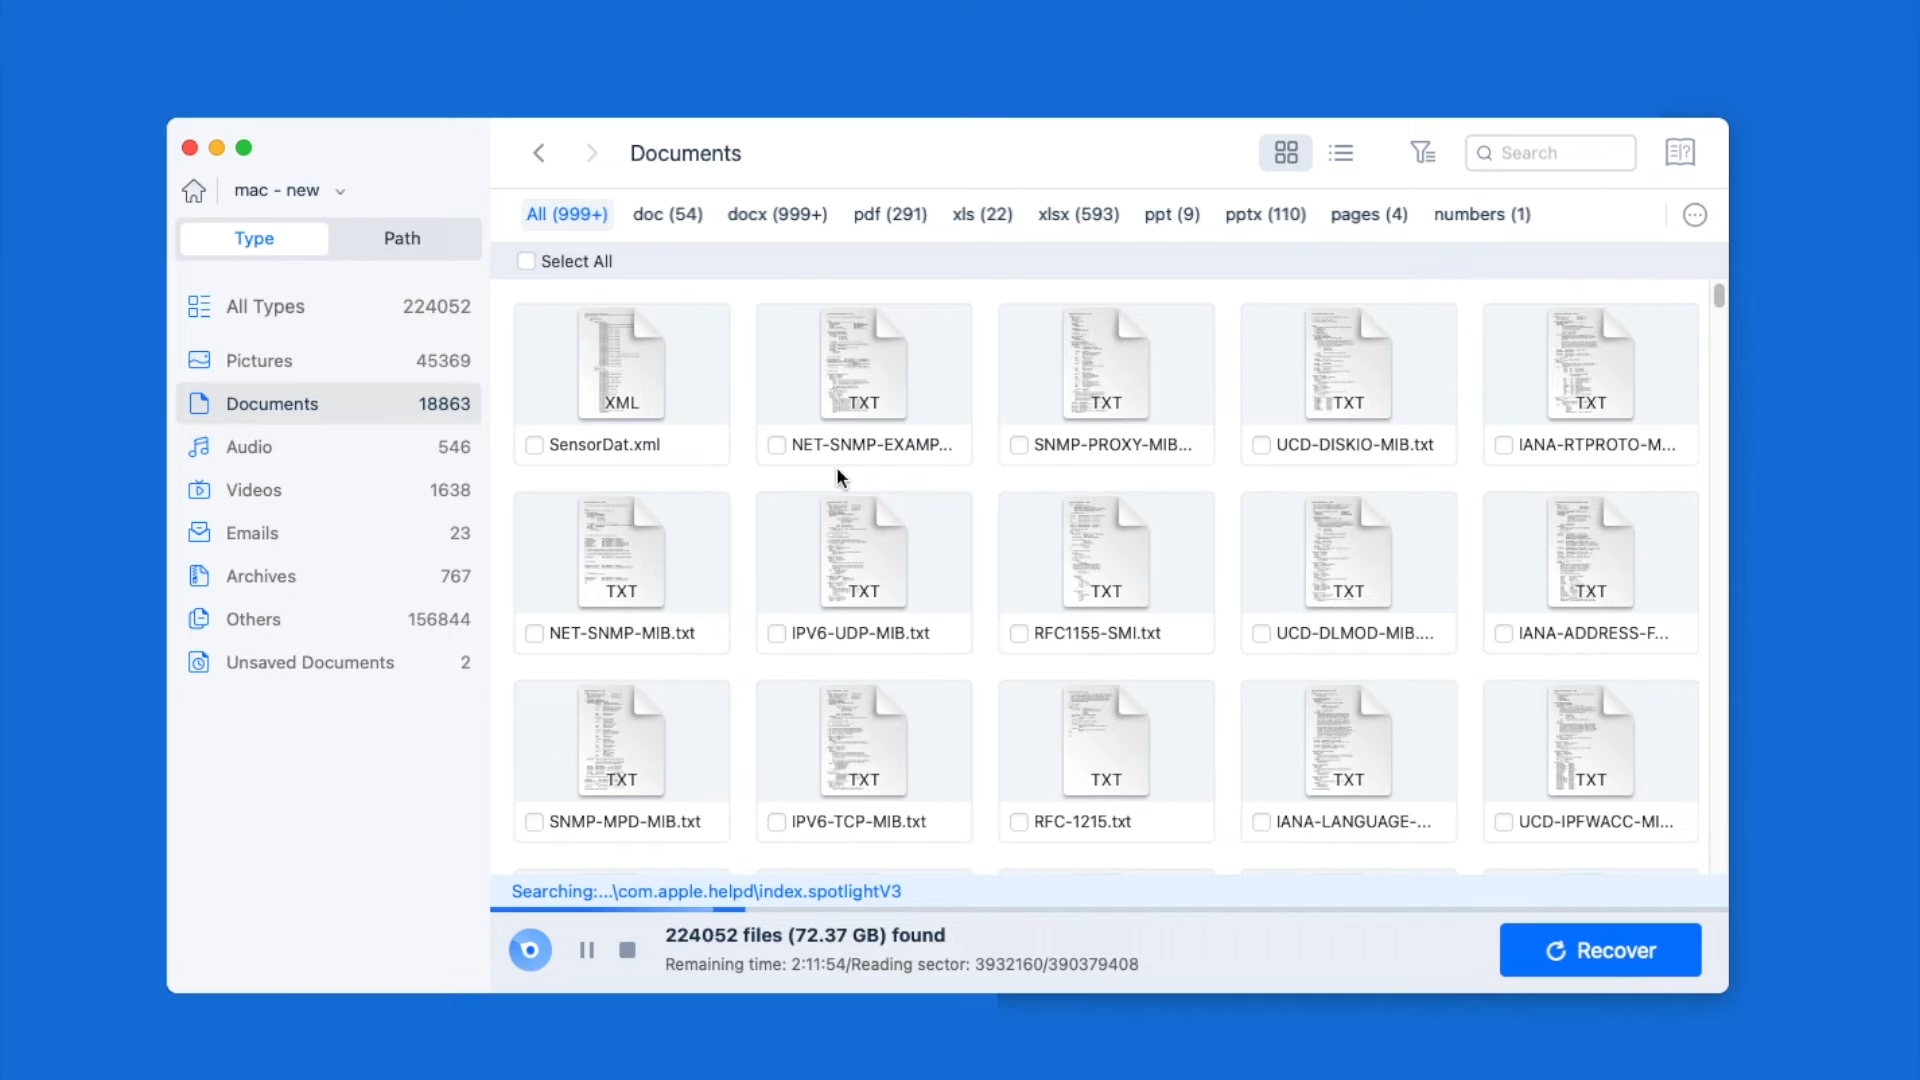 mac - new
Type Path
All Types 224052
Pictures 45369
Documents 18863
Audio 546
Videos 1638
Emails 23
Archives 767
Others 156844
Unsaved Documents 2
Documents
Search
All (999+) doc (54) docx (999+) pdf (291) xls (22) xlsx (593) ppt (9) pptx (110) pages (4) numbers (1)
Select All
XML TXT TXT TXT TXT
SensorDat.xml NET-SNMP-EXAMP... SNMP-PROXY-MIB... UCD-DISKIO-MIB.txt IANA-RTPROTO-M...
TXT TXT TXT TXT TXT
NET-SNMP-MIB.txt IPV6-UDP-MIB.txt RFC1155-SMI.txt UCD-DLMOD-MIB.... IANA-ADDRESS-F...
TXT TXT TXT TXT TXT
SNMP-MPD-MIB.txt IPV6-TCP-MIB.txt RFC-1215.txt IANA-LANGUAGE-... UCD-IPFWACC-MI...
Searching:...\com.apple.helpd\index.spotlightV3
224052 files (72.37 GB) found
Remaining time: 2:11:54/Reading sector: 3932160/390379408
Recover